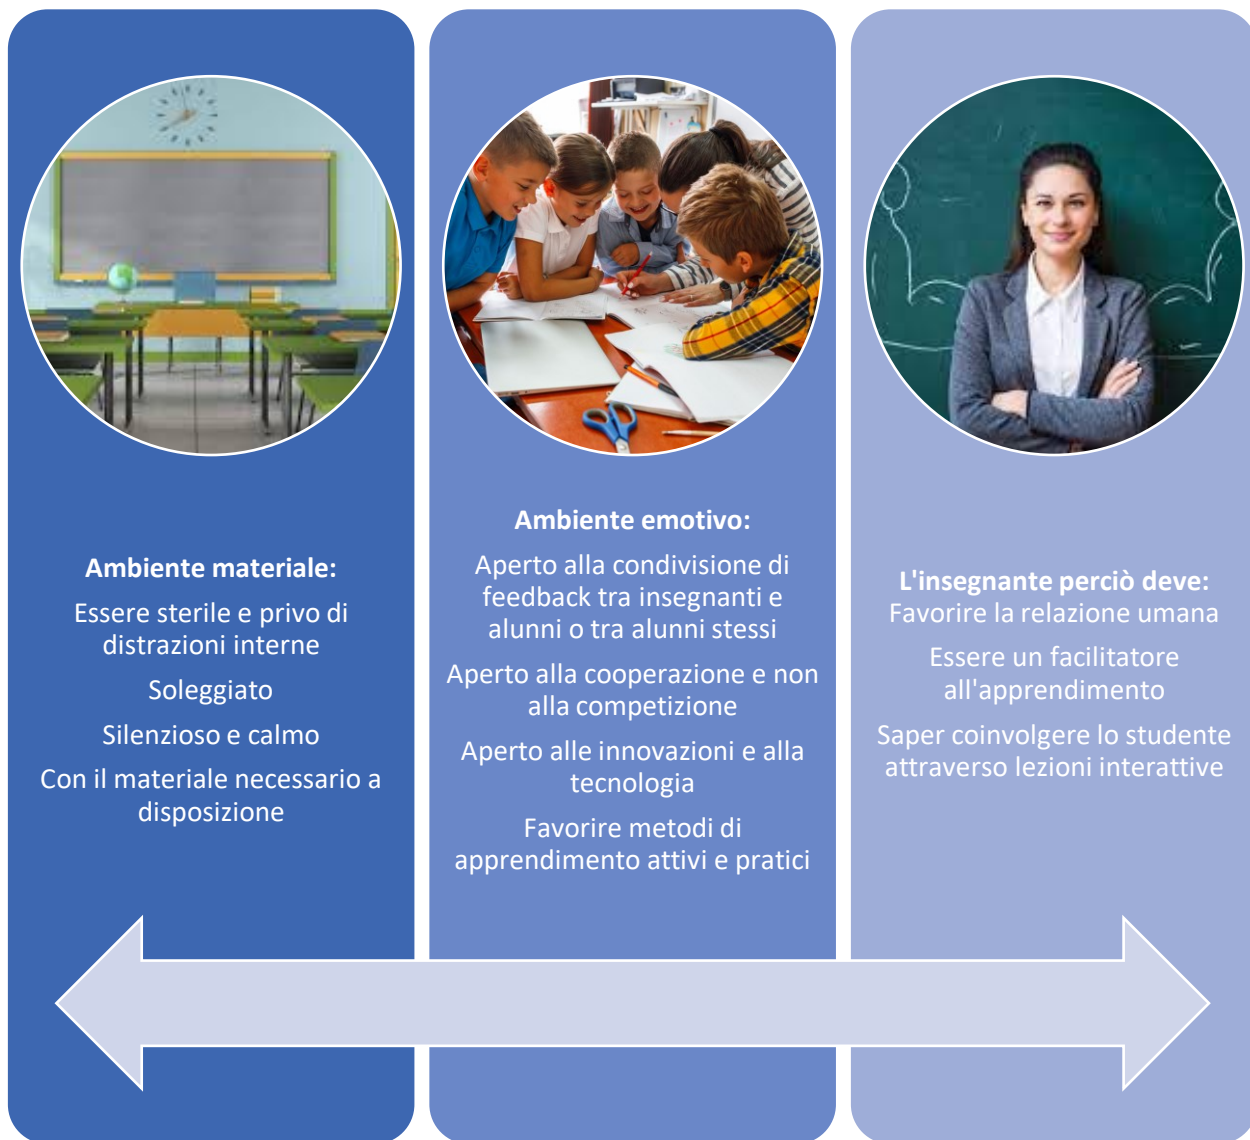 Ambiente materiale:
Essere sterile e privo di
distrazioni interne
Soleggiato
Silenzioso e calmo
Con il materiale necessario a
disposizione
Ambiente emotivo:
Aperto alla condivisione di
feedback tra insegnanti e
alunni o tra alunni stessi
Aperto alla cooperazione e non
alla competizione
Aperto alle innovazioni e alla
tecnologia
Favorire metodi di
apprendimento attivi e pratici
L'insegnante perciò deve:
Favorire la relazione umana
Essere un facilitatore
all'apprendimento
Saper coinvolgere lo studente
attraverso lezioni interattive